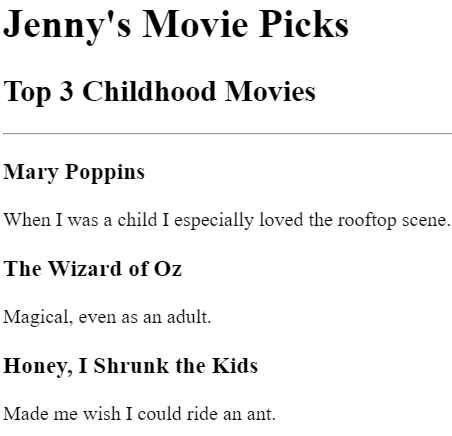 Jenny's Movie Picks
Top 3 Childhood Movies
Mary Poppins
When I was a child I especially loved the rooftop scene.
The Wizard of Oz
Magical, even as an adult.
Honey, I Shrunk the Kids
Made me wish I could ride an ant.